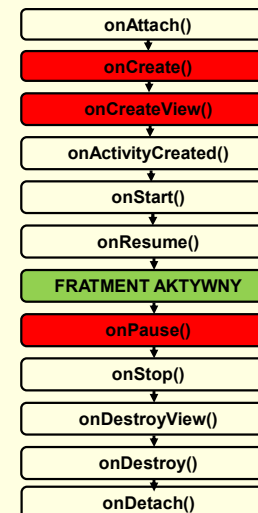 onAttach()
onCreate()
onCreateView()
onActivityCreated()
onStart()
onResume()
FRATMENT AKTYWNY
onPause()
onStop()
onDestroyView()
onDestroy()
onDetach()